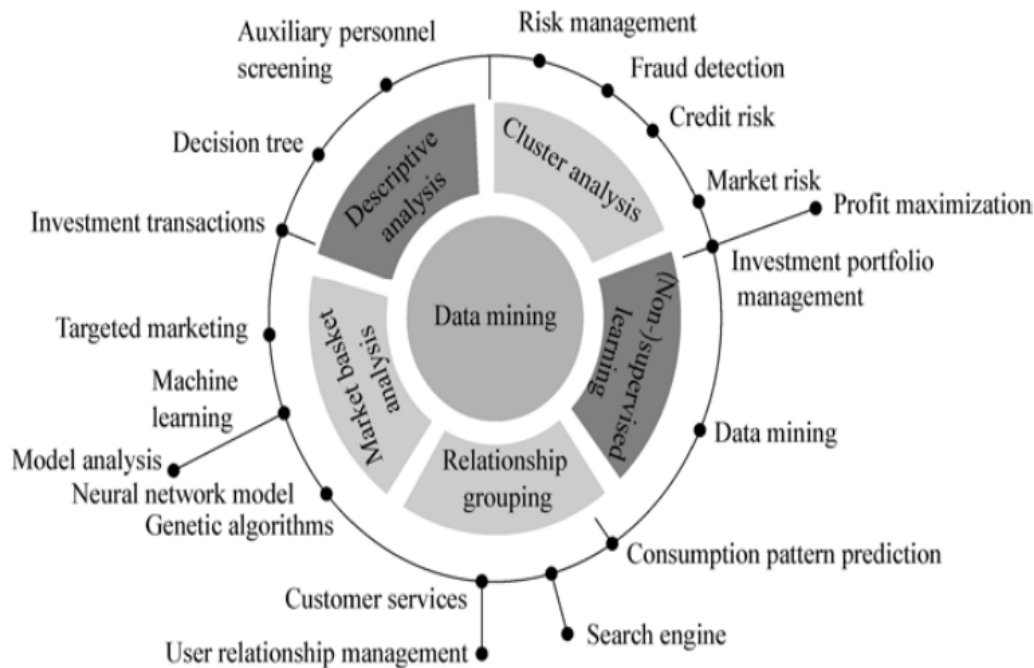 Risk management
Auxiliary personnel
screening
Fraud detection
Credit risk
Decision tree
Descriptive
analysis
Cluster analysis
Market risk
Profit maximization
Investment transactions
Investment portfolio
management
Data mining
(Non-)supervised
learning
Targeted marketing
Market basket
analysis
Machine
learning
Data mining
Model analysis
Relationship
grouping
Neural network model
Genetic algorithms
Consumption pattern prediction
Customer services
Search engine
User relationship management